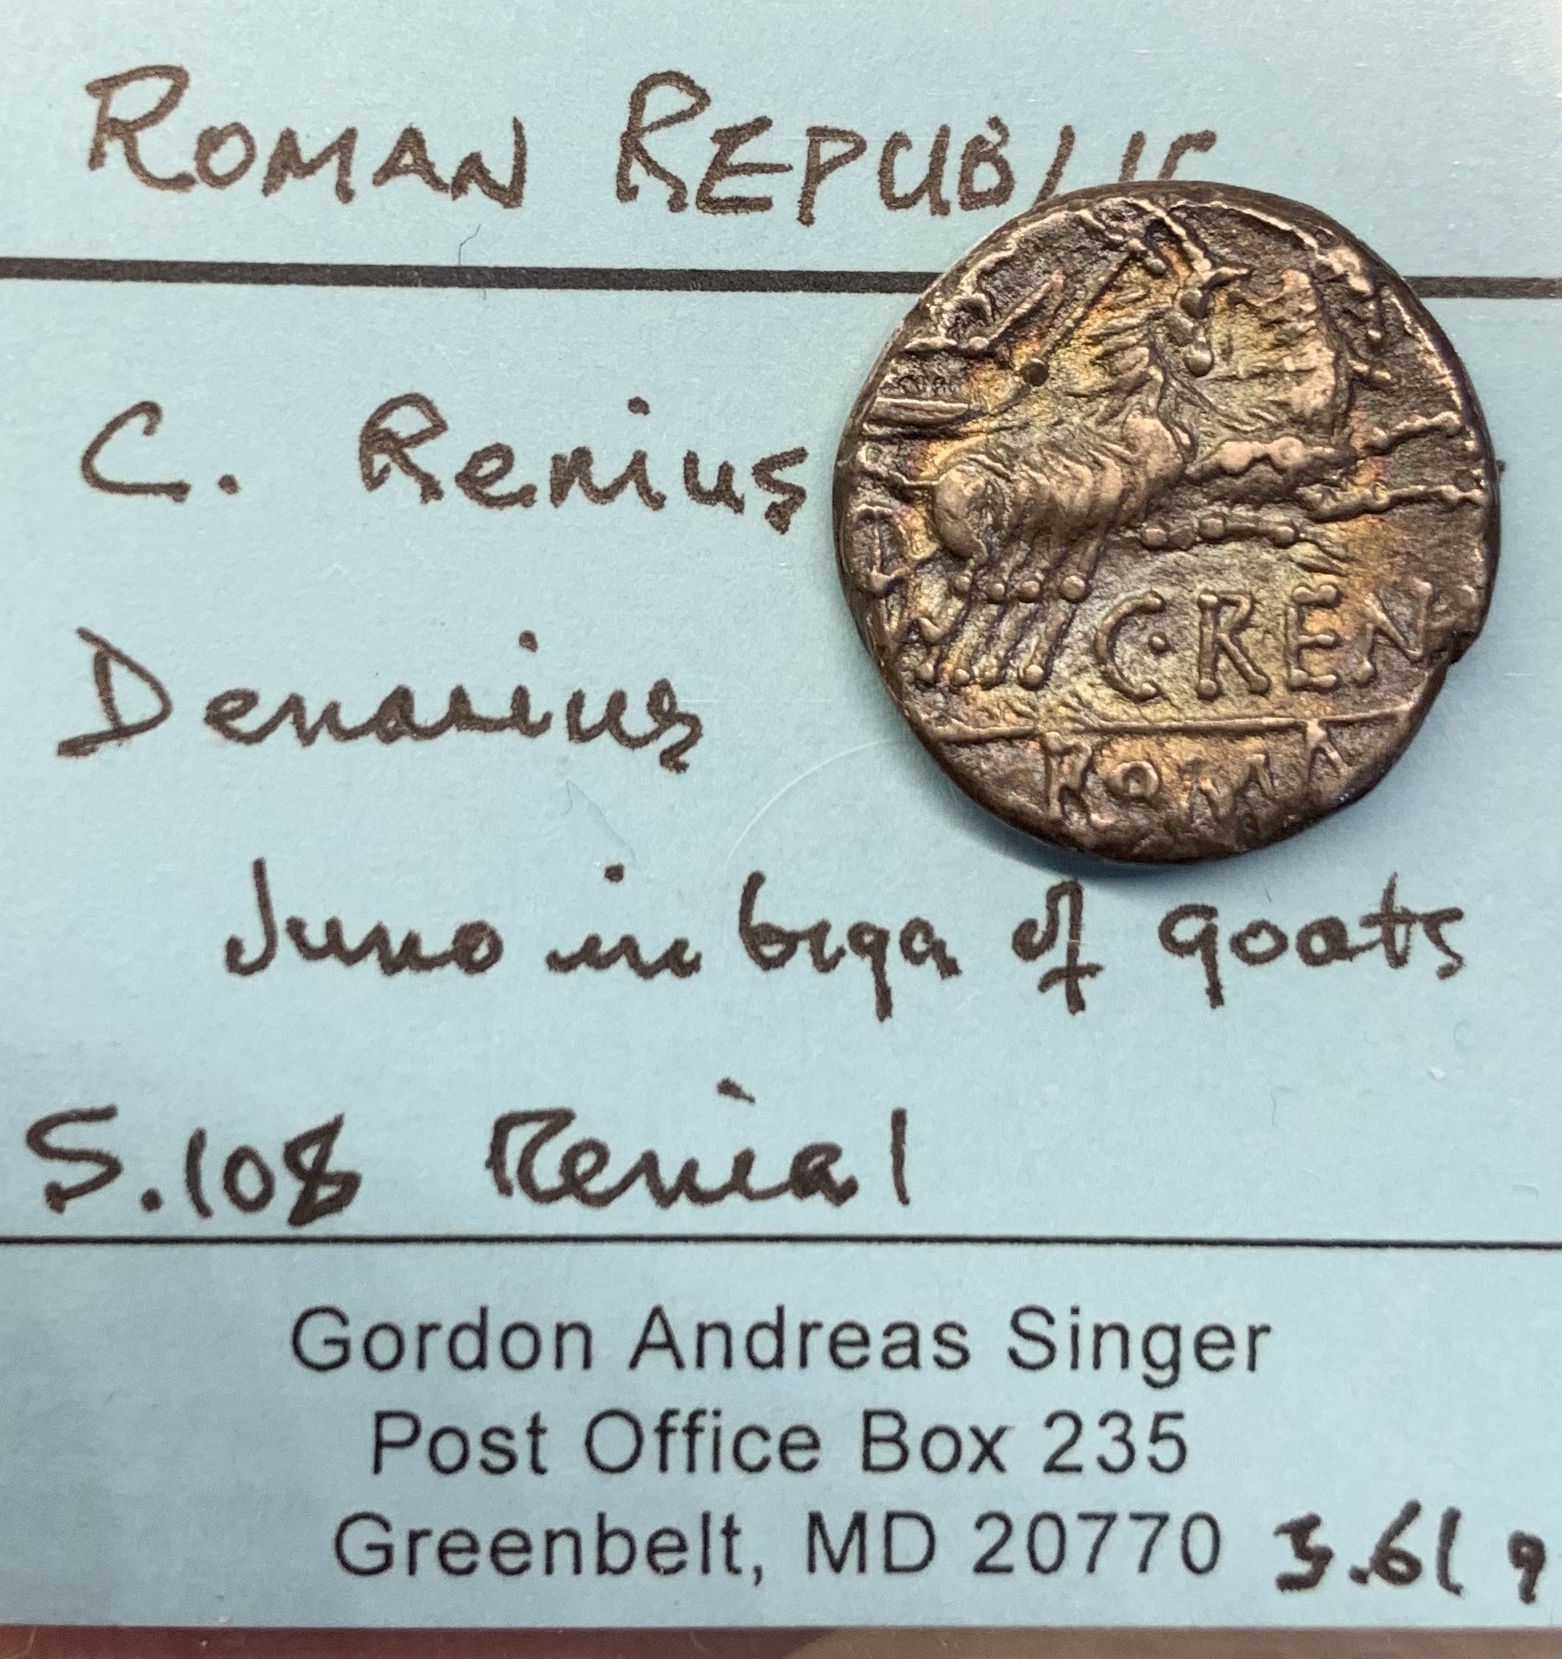 ROMAN REPUBLIC
C. Renius
Denarius
C·REN
ROMA
Juno in biga of goats
S.108 Renia 1
Gordon Andreas Singer
Post Office Box 235
Greenbelt, MD 20770 3.61 g